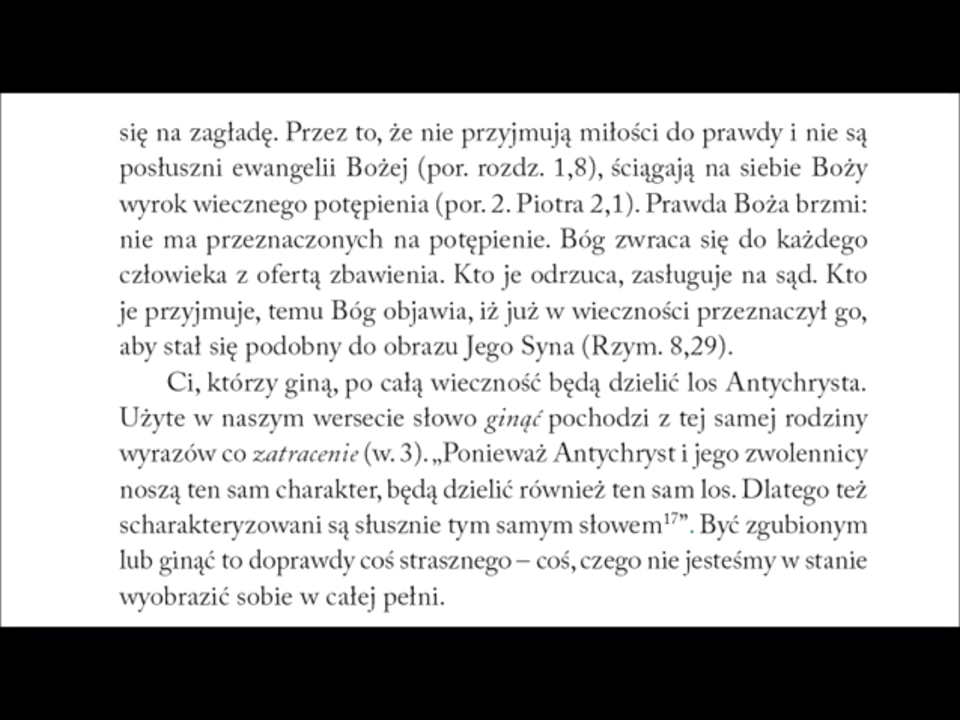 się na zagładę. Przez to, że nie przyjmują miłości do prawdy i nie są
posłuszni ewangelii Bożej (por. rozdz. 1,8), ściągają na siebie Boży
wyrok wiecznego potępienia (por. 2. Piotra 2,1). Prawda Boża brzmi:
nie ma przeznaczonych na potępienie. Bóg zwraca się do każdego
człowieka z ofertą zbawienia. Kto je odrzuca, zasługuje na sąd. Kto
je przyjmuje, temu Bóg objawia, iż już w wieczności przeznaczył go,
aby stał się podobny do obrazu Jego Syna (Rzym. 8,29).
Ci, którzy giną, po całą wieczność będą dzielić los Antychrysta.
Użyte w naszym wersecie słowo ginąć pochodzi z tej samej rodziny
wyrazów co zatracenie (w. 3). „Ponieważ Antychryst i jego zwolennicy
noszą ten sam charakter, będą dzielić również ten sam los. Dlatego też
scharakteryzowani są słusznie tym samym słowem¹⁷”. Być zgubionym
lub ginąć to doprawdy coś strasznego – coś, czego nie jesteśmy w stanie
wyobrazić sobie w całej pełni.